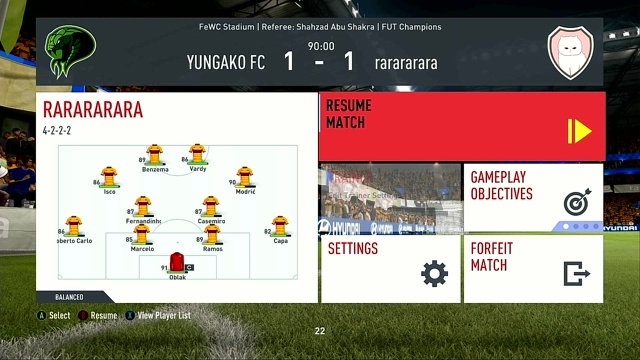 FeWC Stadium | Referee: Shahzad Abu Shakra | FUT Champions
90:00
YUNGAKO FC 1 - 1 rarararara
RARARARARA
4-2-2-2
89 Benzema
86 Vardy
86 Isco
90 Modrić
87 Fernandinho
87 Casemiro
86 oberto Carlo
85 Marcelo
89 Ramos
82 Capa
91 C
Oblak
BALANCED
RESUME
MATCH
GAMEPLAY
OBJECTIVES
HYUNDAI
SETTINGS
FORFEIT
MATCH
A Select B Resume X View Player List
22